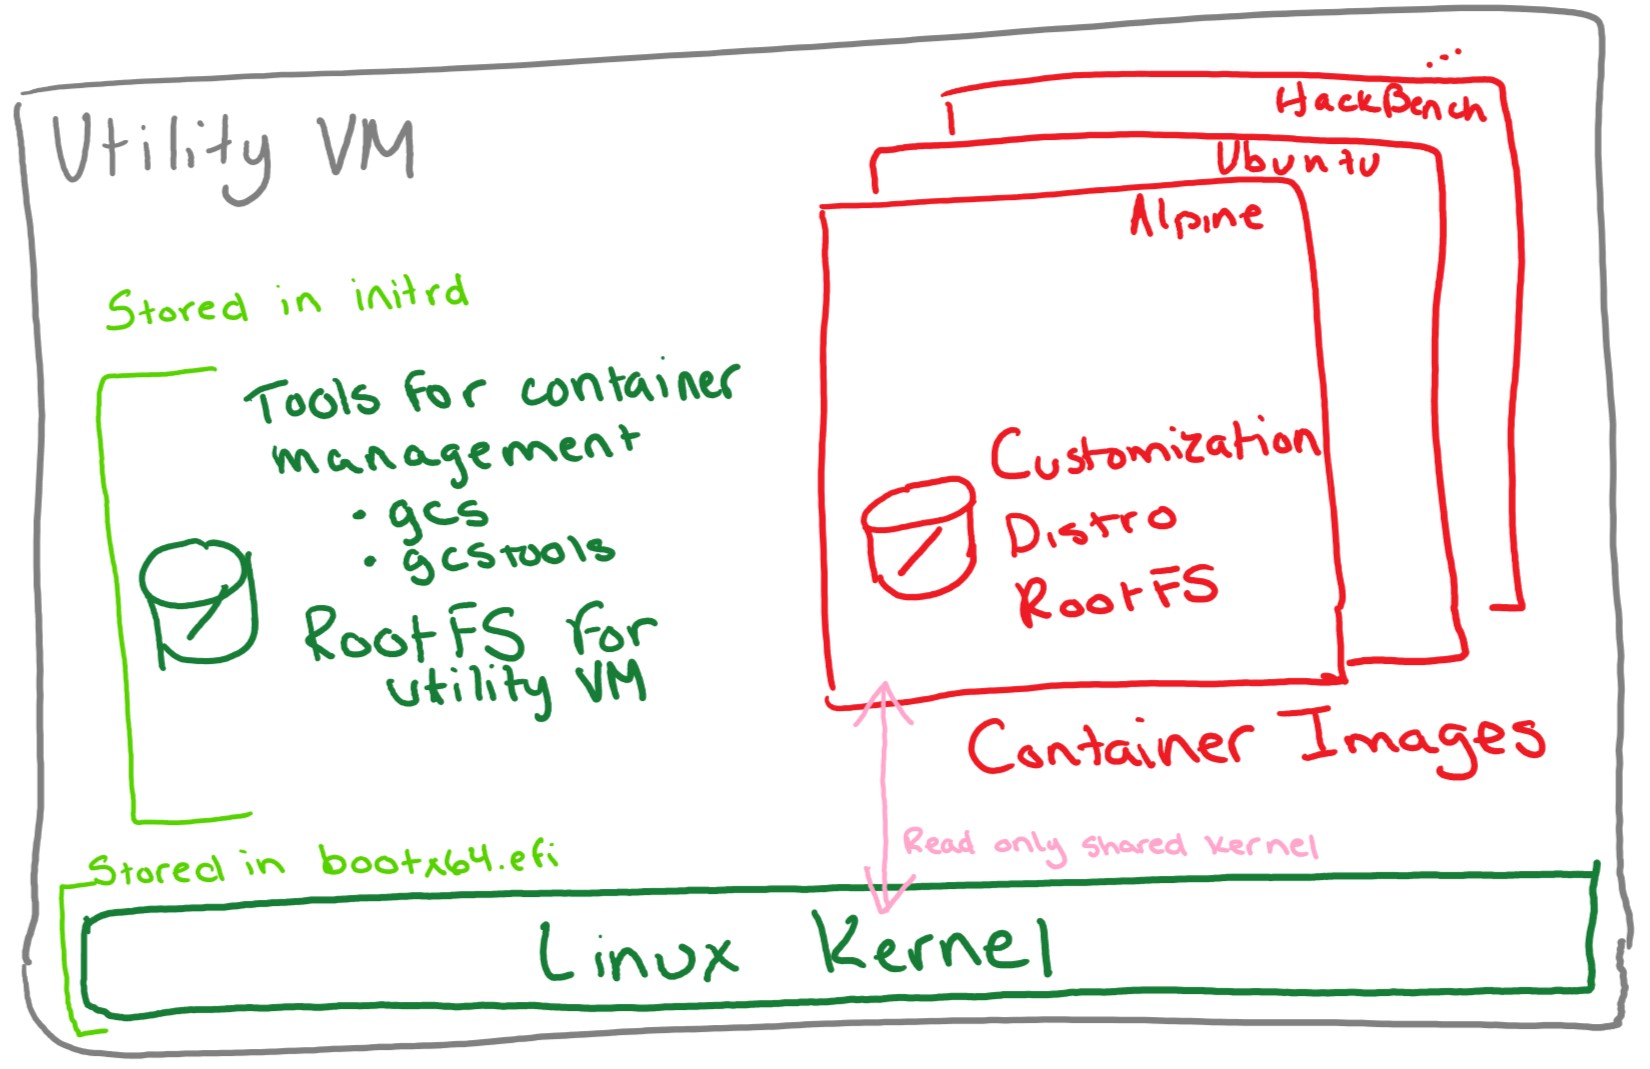 ...
HackBench
Ubuntu
Alpine
Utility VM
Stored in initrd
Tools for container
management
• gcs
• gcstools
RootFS for
utility VM
Customization
Distro
RootFS
Container Images
Read only shared kernel
Stored in bootx64.efi
Linux Kernel